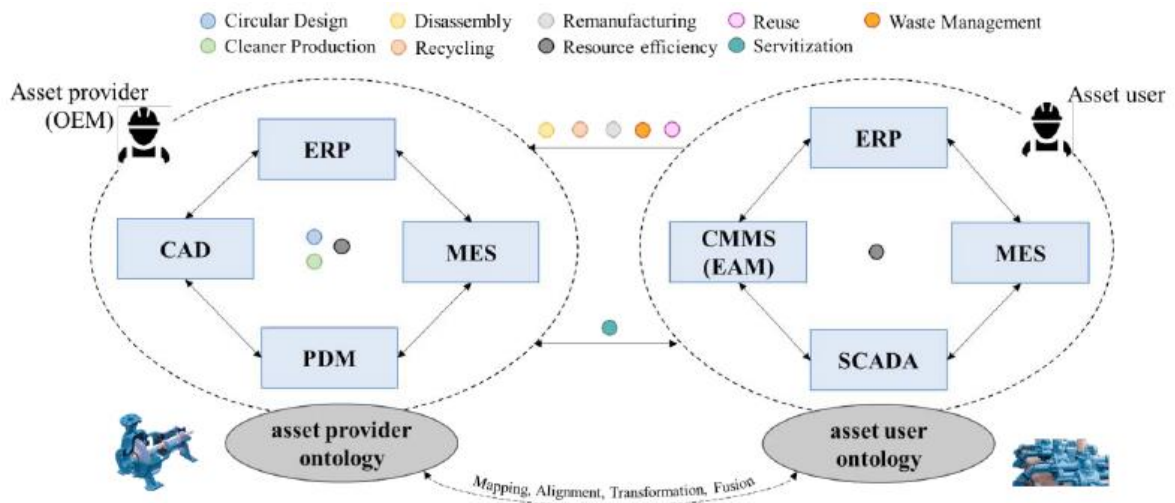 Circular Design
Disassembly
Remanufacturing
Reuse
Waste Management
Cleaner Production
Recycling
Resource efficiency
Servitization
Asset provider
(OEM)
Asset user
ERP
CAD
MES
PDM
ERP
CMMS
(EAM)
MES
SCADA
asset provider
ontology
asset user
ontology
Mapping, Alignment, Transformation, Fusion